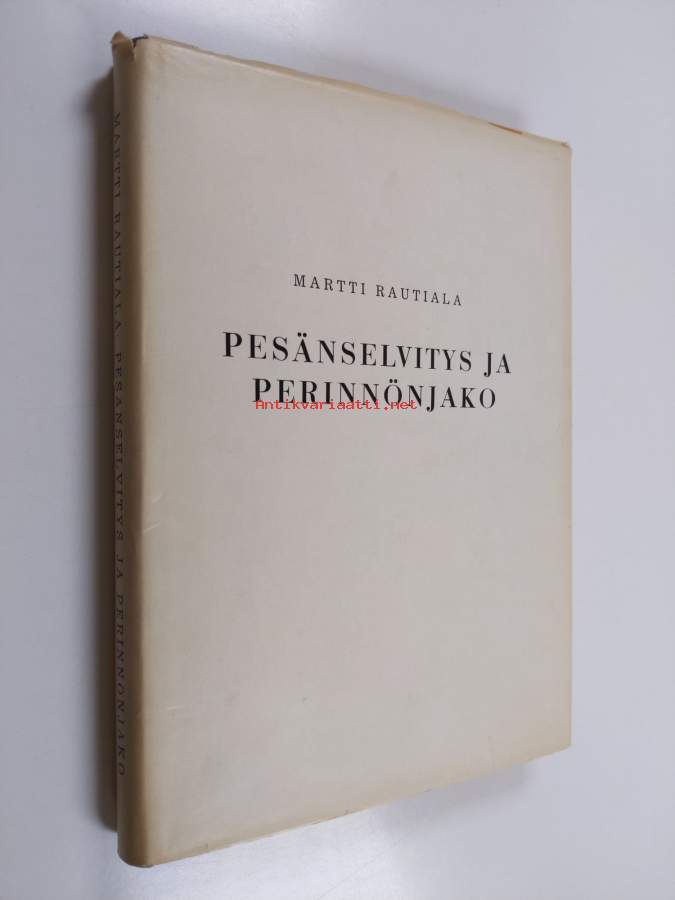 MARTTI RAUTIALA
PESÄNSELVITYS JA
PERINNÖNJAKO
Antikvariaatti.net
MARTTI RAUTIALA PESÄNSELVITYS JA PERINNÖNJAKO